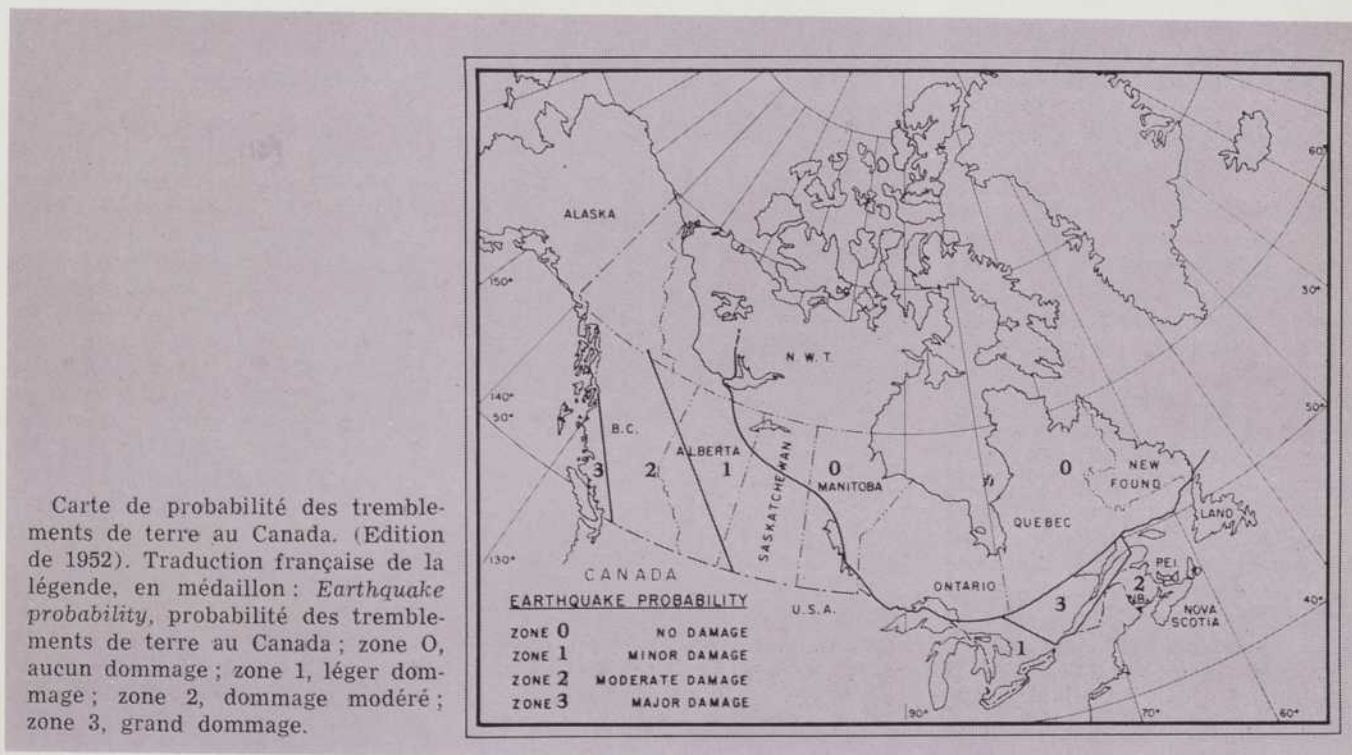 Carte de probabilité des tremble-
ments de terre au Canada. (Edition
de 1952). Traduction française de la
légende, en médaillon : Earthquake
probability, probabilité des tremble-
ments de terre au Canada ; zone O,
aucun dommage ; zone 1, léger dom-
mage ; zone 2, dommage modéré ;
zone 3, grand dommage.
60°
ALASKA
150°
30°
N. W. T.
140°
50°
50°
B.C.
ALBERTA
3
2
1
SASKATCHEWAN
0
MANITOBA
0
NEW
FOUND
LAND
QUEBEC
130°
CANADA
U.S.A.
ONTARIO
3
P.E.I.
2
N.B.
NOVA
SCOTIA
40°
1
EARTHQUAKE PROBABILITY
ZONE 0 NO DAMAGE
ZONE 1 MINOR DAMAGE
ZONE 2 MODERATE DAMAGE
ZONE 3 MAJOR DAMAGE
90°
70°
60°